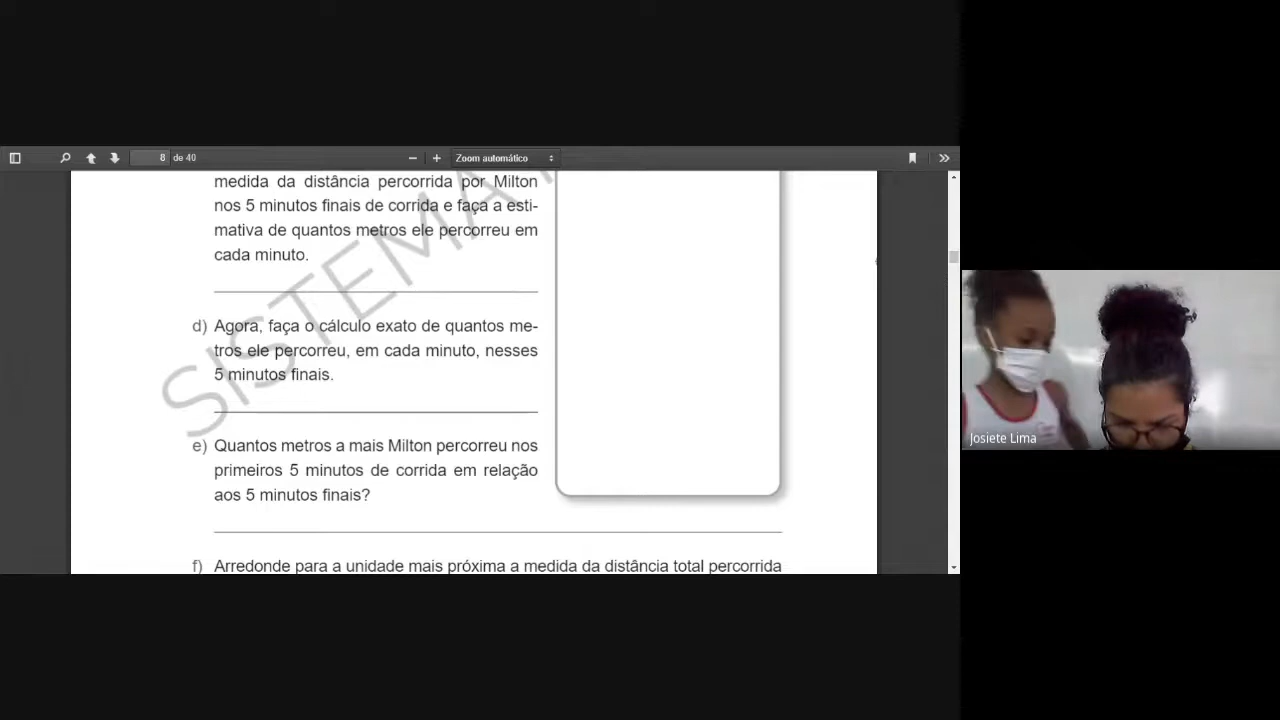 8 de 40
Zoom automático
medida da distância percorrida por Milton
nos 5 minutos finais de corrida e faça a esti-
mativa de quantos metros ele percorreu em
cada minuto.
d) Agora, faça o cálculo exato de quantos me-
tros ele percorreu, em cada minuto, nesses
5 minutos finais.
e) Quantos metros a mais Milton percorreu nos
primeiros 5 minutos de corrida em relação
aos 5 minutos finais?
f) Arredonde para a unidade mais próxima a medida da distância total percorrida
SISTEMA
Josiete Lima